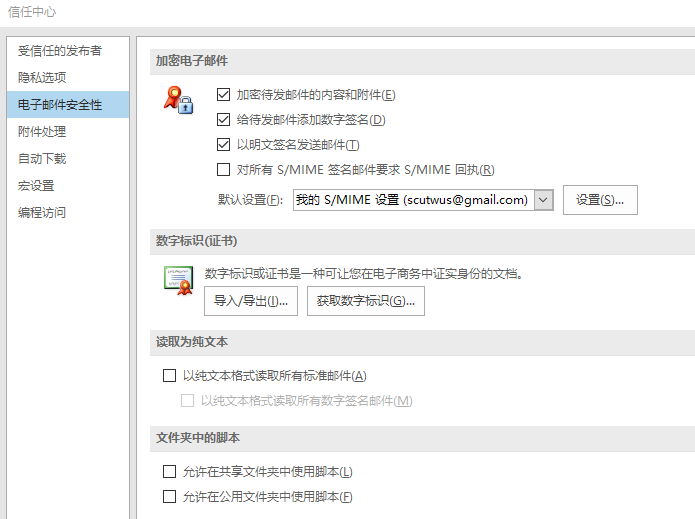 信任中心
受信任的发布者
隐私选项
电子邮件安全性
附件处理
自动下载
宏设置
编程访问
加密电子邮件
加密待发邮件的内容和附件(E)
给待发邮件添加数字签名(D)
以明文签名发送邮件(T)
对所有 S/MIME 签名邮件要求 S/MIME 回执(R)
默认设置(F): 我的 S/MIME 设置 (scutwus@gmail.com) 设置(S)...
数字标识(证书)
数字标识或证书是一种可让您在电子商务中证实身份的文档。
导入/导出(I)... 获取数字标识(G)...
读取为纯文本
以纯文本格式读取所有标准邮件(A)
以纯文本格式读取所有数字签名邮件(M)
文件夹中的脚本
允许在共享文件夹中使用脚本(L)
允许在公用文件夹中使用脚本(F)